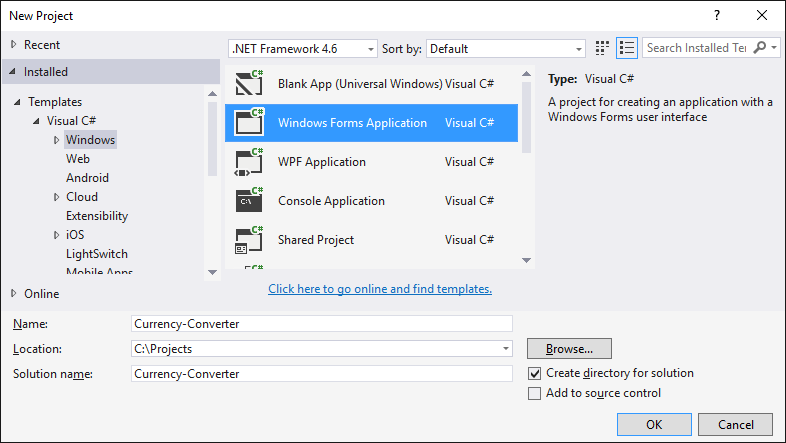 New Project
? 
Recent
.NET Framework 4.6
Sort by:
Default
Search Installed Te
Installed
Templates
Visual C#
Windows
Web
Android
Cloud
Extensibility
iOS
LightSwitch
Mobile Apps
Online
Blank App (Universal Windows) Visual C#
Windows Forms Application Visual C#
WPF Application Visual C#
Console Application Visual C#
Shared Project Visual C#
Click here to go online and find templates.
Type: Visual C#
A project for creating an application with a
Windows Forms user interface
Name: Currency-Converter
Location: C:\Projects
Browse...
Solution name: Currency-Converter
Create directory for solution
Add to source control
OK
Cancel